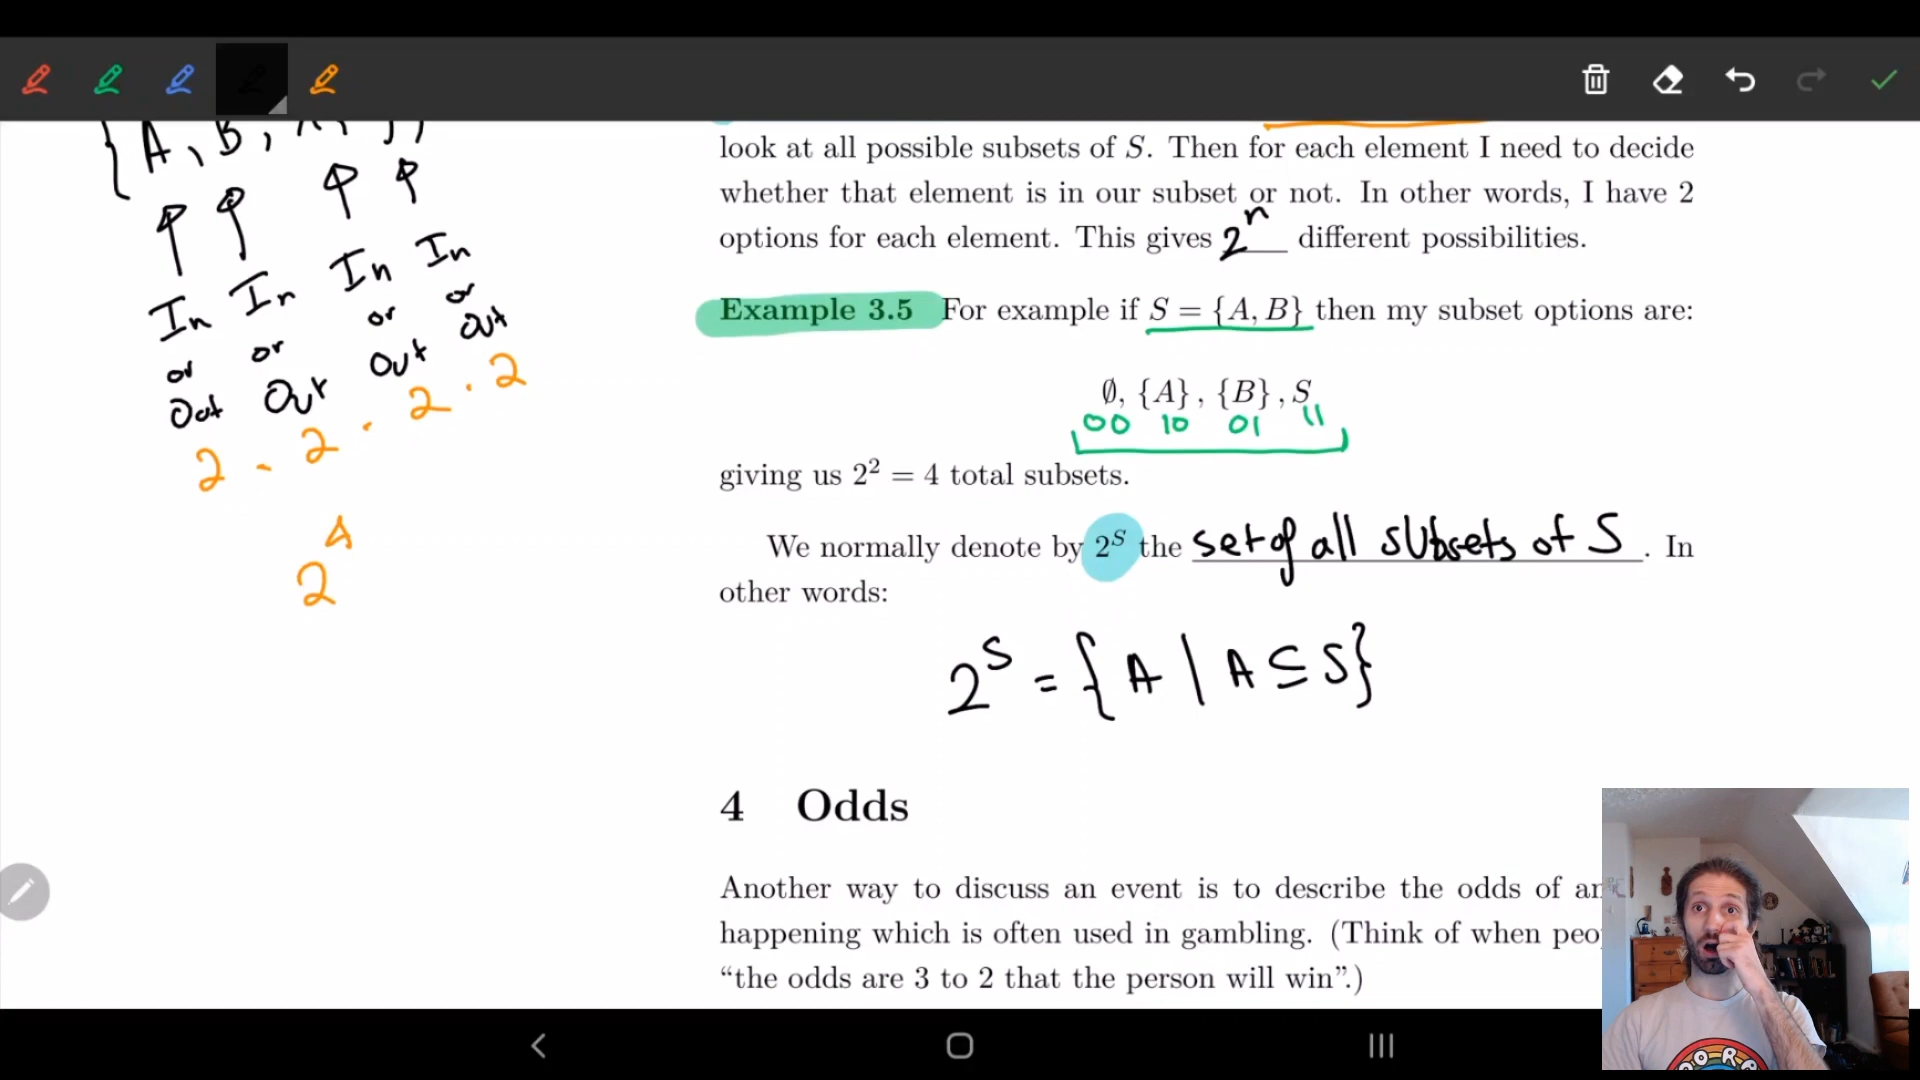 {A, B,
In In In In
or or or or
Out Out Out Out
2 · 2 · 2 · 2
2^4
look at all possible subsets of S. Then for each element I need to decide
whether that element is in our subset or not. In other words, I have 2
options for each element. This gives 2^n different possibilities.
Example 3.5 For example if S = {A, B} then my subset options are:
∅, {A}, {B}, S
00 10 01 11
giving us 2² = 4 total subsets.
We normally denote by 2^S the set of all subsets of S. In
other words:
2^S = {A | A ⊆ S}
4 Odds
Another way to discuss an event is to describe the odds of
happening which is often used in gambling. (Think of when
“the odds are 3 to 2 that the person will win”.)